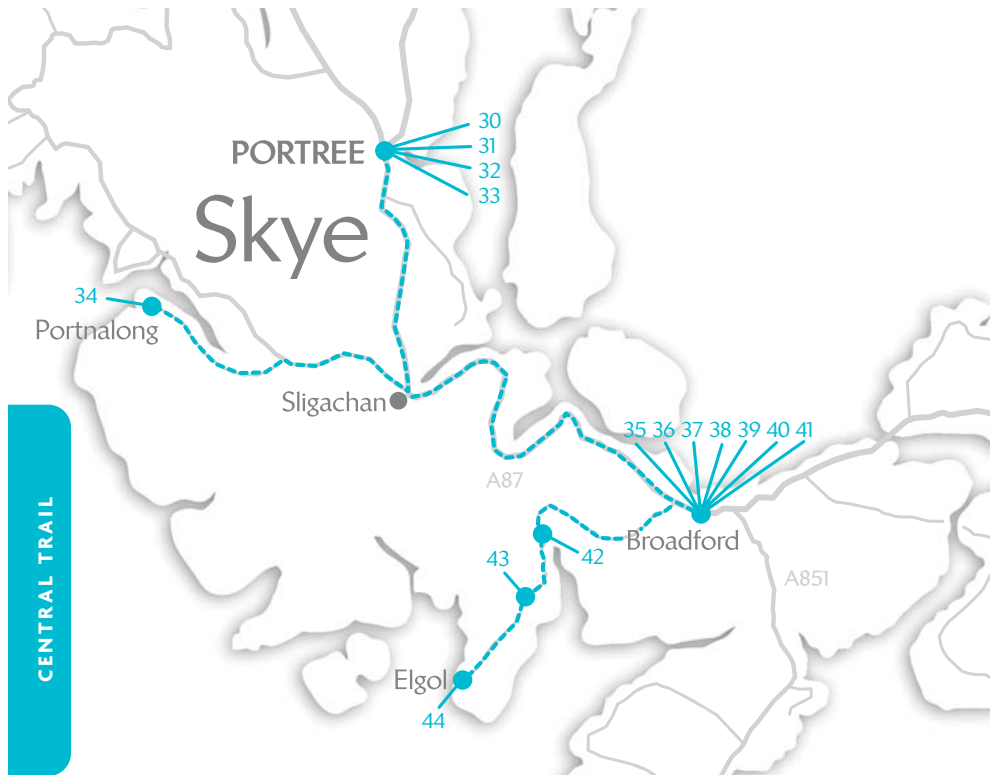 30
31
PORTREE
32
33
Skye
34
Portnalong
Sligachan
35 36 37 38 39 40 41
A87
Broadford
43
42
A851
Elgol
44
CENTRAL TRAIL